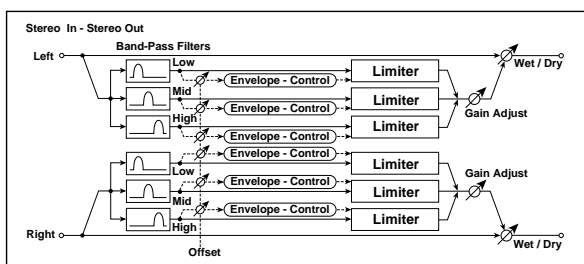 Stereo In - Stereo Out
Band-Pass Filters
Left
Wet / Dry
Low
Envelope - Control
Limiter
Mid
Envelope - Control
Limiter
Gain Adjust
High
Envelope - Control
Limiter
Envelope - Control
Limiter
Low
Gain Adjust
Envelope - Control
Limiter
Mid
Envelope - Control
Limiter
High
Right
Wet / Dry
Offset